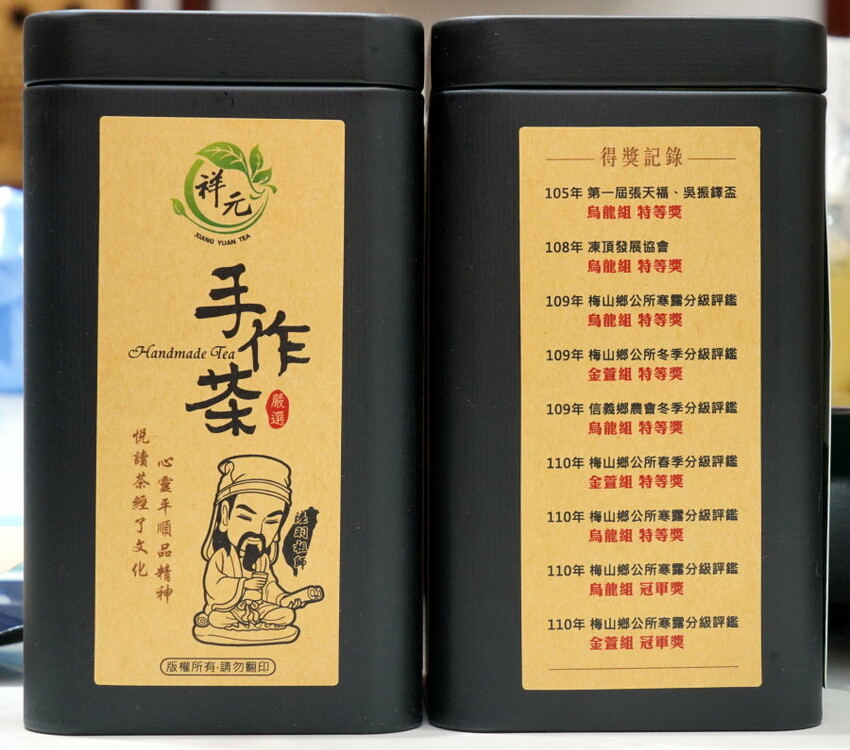 祥元
XIANG YUAN TEA
手作茶
Handmade Tea
嚴選
悅讀茶經了文化
心靈平順品精神
祖師
版權所有·請勿翻印
得獎記錄
105年 第一屆張天福、吳振鐸盃
烏龍組 特等獎
108年 凍頂發展協會
烏龍組 特等獎
109年 梅山鄉公所寒露分級評鑑
烏龍組 特等獎
109年 梅山鄉公所冬季分級評鑑
金萱組 特等獎
109年 信義鄉農會冬季分級評鑑
烏龍組 特等獎
110年 梅山鄉公所春季分級評鑑
金萱組 特等獎
110年 梅山鄉公所寒露分級評鑑
烏龍組 特等獎
110年 梅山鄉公所寒露分級評鑑
烏龍組 冠軍獎
110年 梅山鄉公所寒露分級評鑑
金萱組 冠軍獎